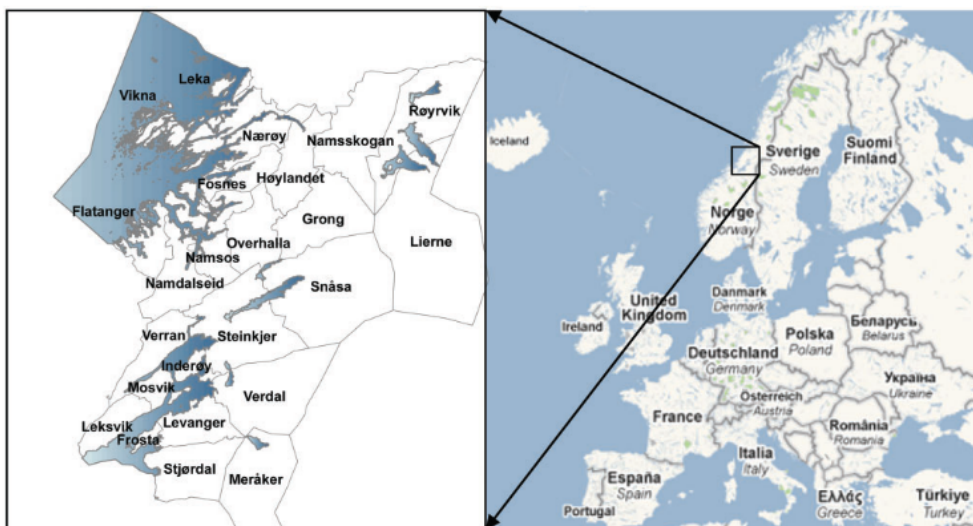 Leka
Vikna
Røyrvik
Nærøy
Namsskogan
Fosnes
Høylandet
Flatanger
Grong
Overhalla
Lierne
Namsos
Namdalseid
Snåsa
Verran
Steinkjer
Inderøy
Mosvik
Verdal
Leksvik
Levanger
Frosta
Stjørdal
Meråker
Iceland
Sverige
Sweden
Suomi
Finland
Norge
Norway
Danmark
Denmark
United
Kingdom
Ireland
Polska
Poland
Беларусь
Belarus
Deutschland
Germany
Україна
Ukraine
Österreich
Austria
France
România
Romania
Italia
Italy
España
Spain
Portugal
Ελλάς
Greece
Türkiye
Turkey